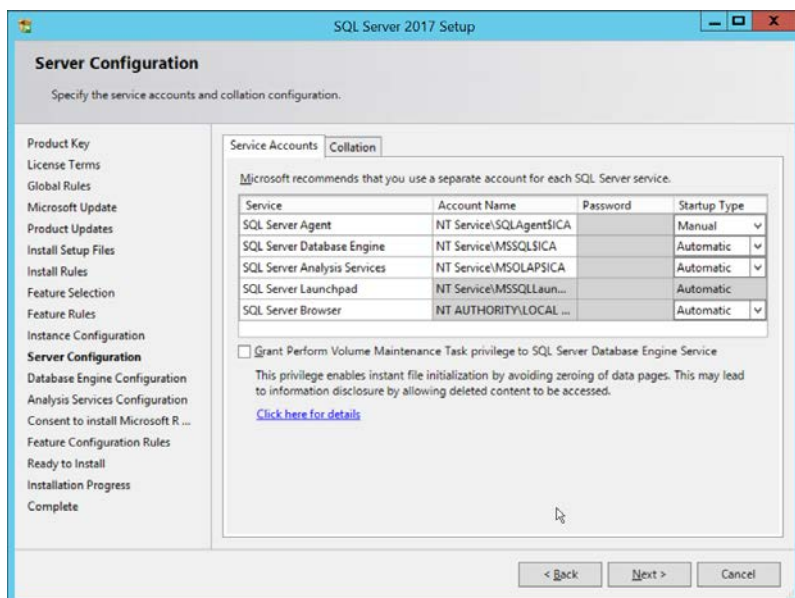 SQL Server 2017 Setup
Server Configuration
Specify the service accounts and collation configuration.
Product Key
License Terms
Global Rules
Microsoft Update
Product Updates
Install Setup Files
Install Rules
Feature Selection
Feature Rules
Instance Configuration
Server Configuration
Database Engine Configuration
Analysis Services Configuration
Consent to install Microsoft R ...
Feature Configuration Rules
Ready to Install
Installation Progress
Complete
Service Accounts Collation
Microsoft recommends that you use a separate account for each SQL Server service.
Service Account Name Password Startup Type
SQL Server Agent NT Service\SQLAgent$ICA Manual
SQL Server Database Engine NT Service\MSSQL$ICA Automatic
SQL Server Analysis Services NT Service\MSOLAP$ICA Automatic
SQL Server Launchpad NT Service\MSSQLLaun... Automatic
SQL Server Browser NT AUTHORITY\LOCAL ... Automatic
Grant Perform Volume Maintenance Task privilege to SQL Server Database Engine Service
This privilege enables instant file initialization by avoiding zeroing of data pages. This may lead
to information disclosure by allowing deleted content to be accessed.
Click here for details
< Back Next > Cancel